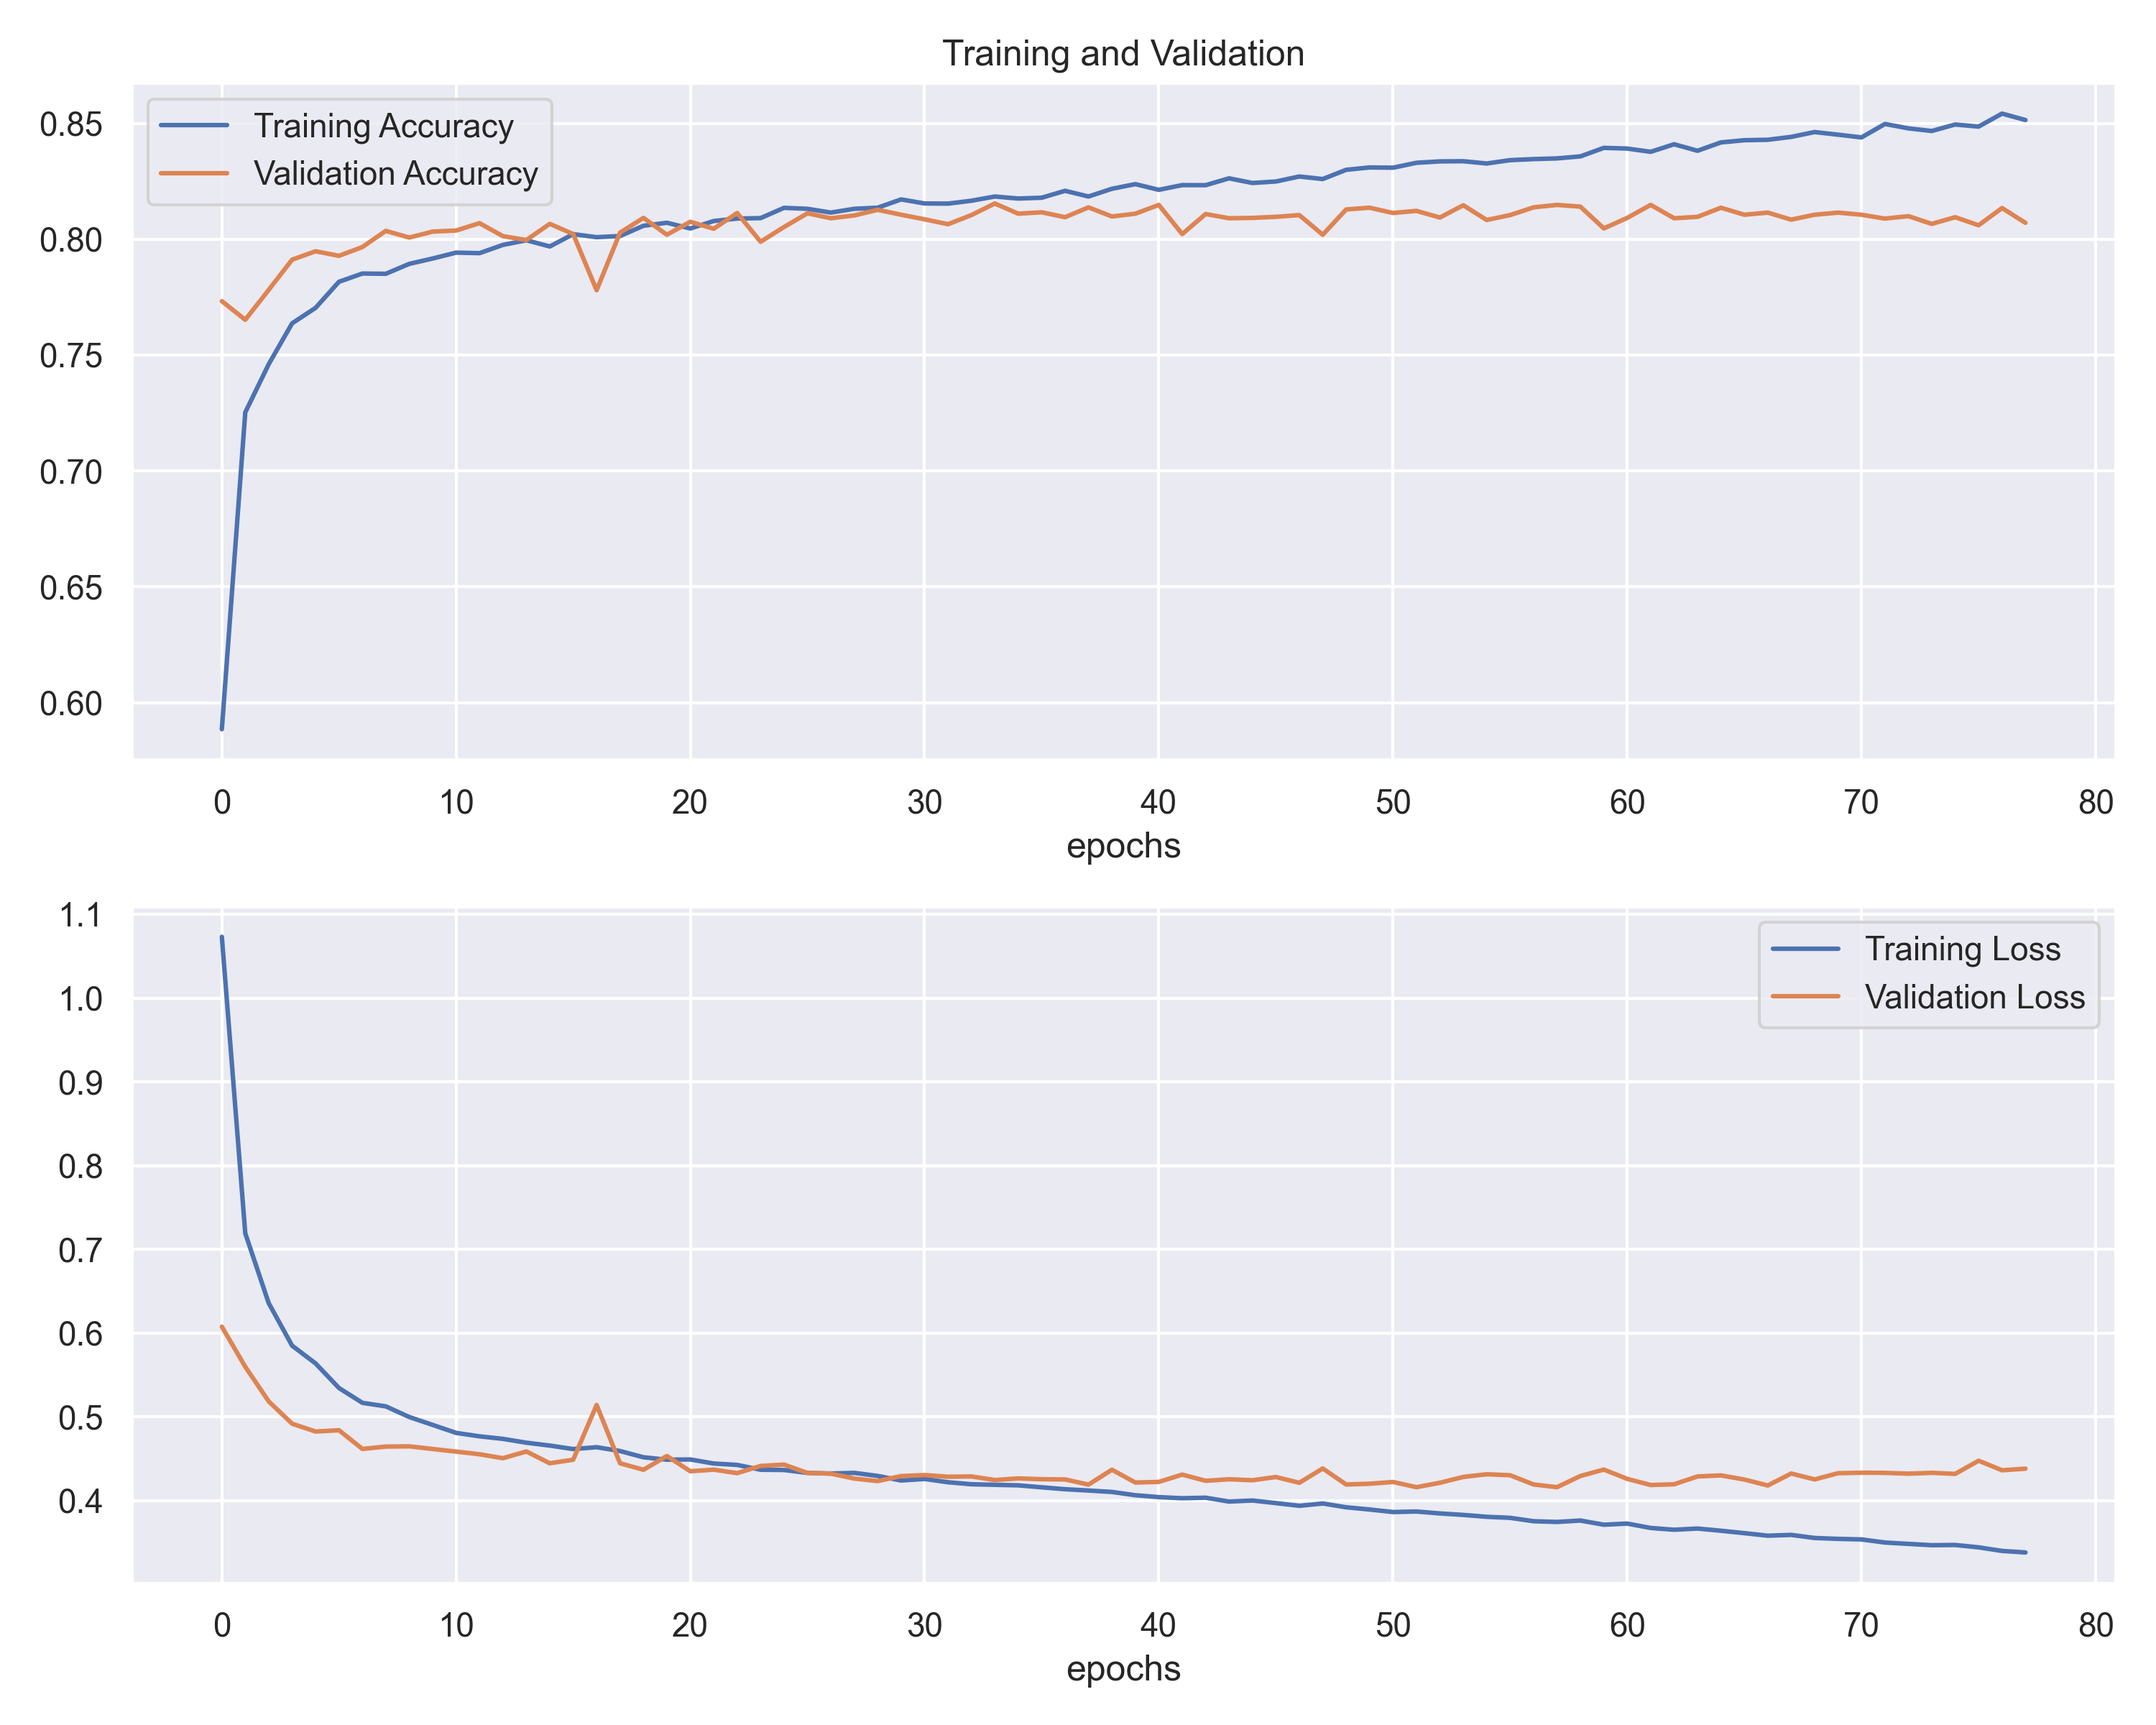 Training and Validation
Training Accuracy
Validation Accuracy
0.85
0.80
0.75
0.70
0.65
0.60
0 10 20 30 40 50 60 70 80
epochs
Training Loss
Validation Loss
1.1
1.0
0.9
0.8
0.7
0.6
0.5
0.4
0 10 20 30 40 50 60 70 80
epochs